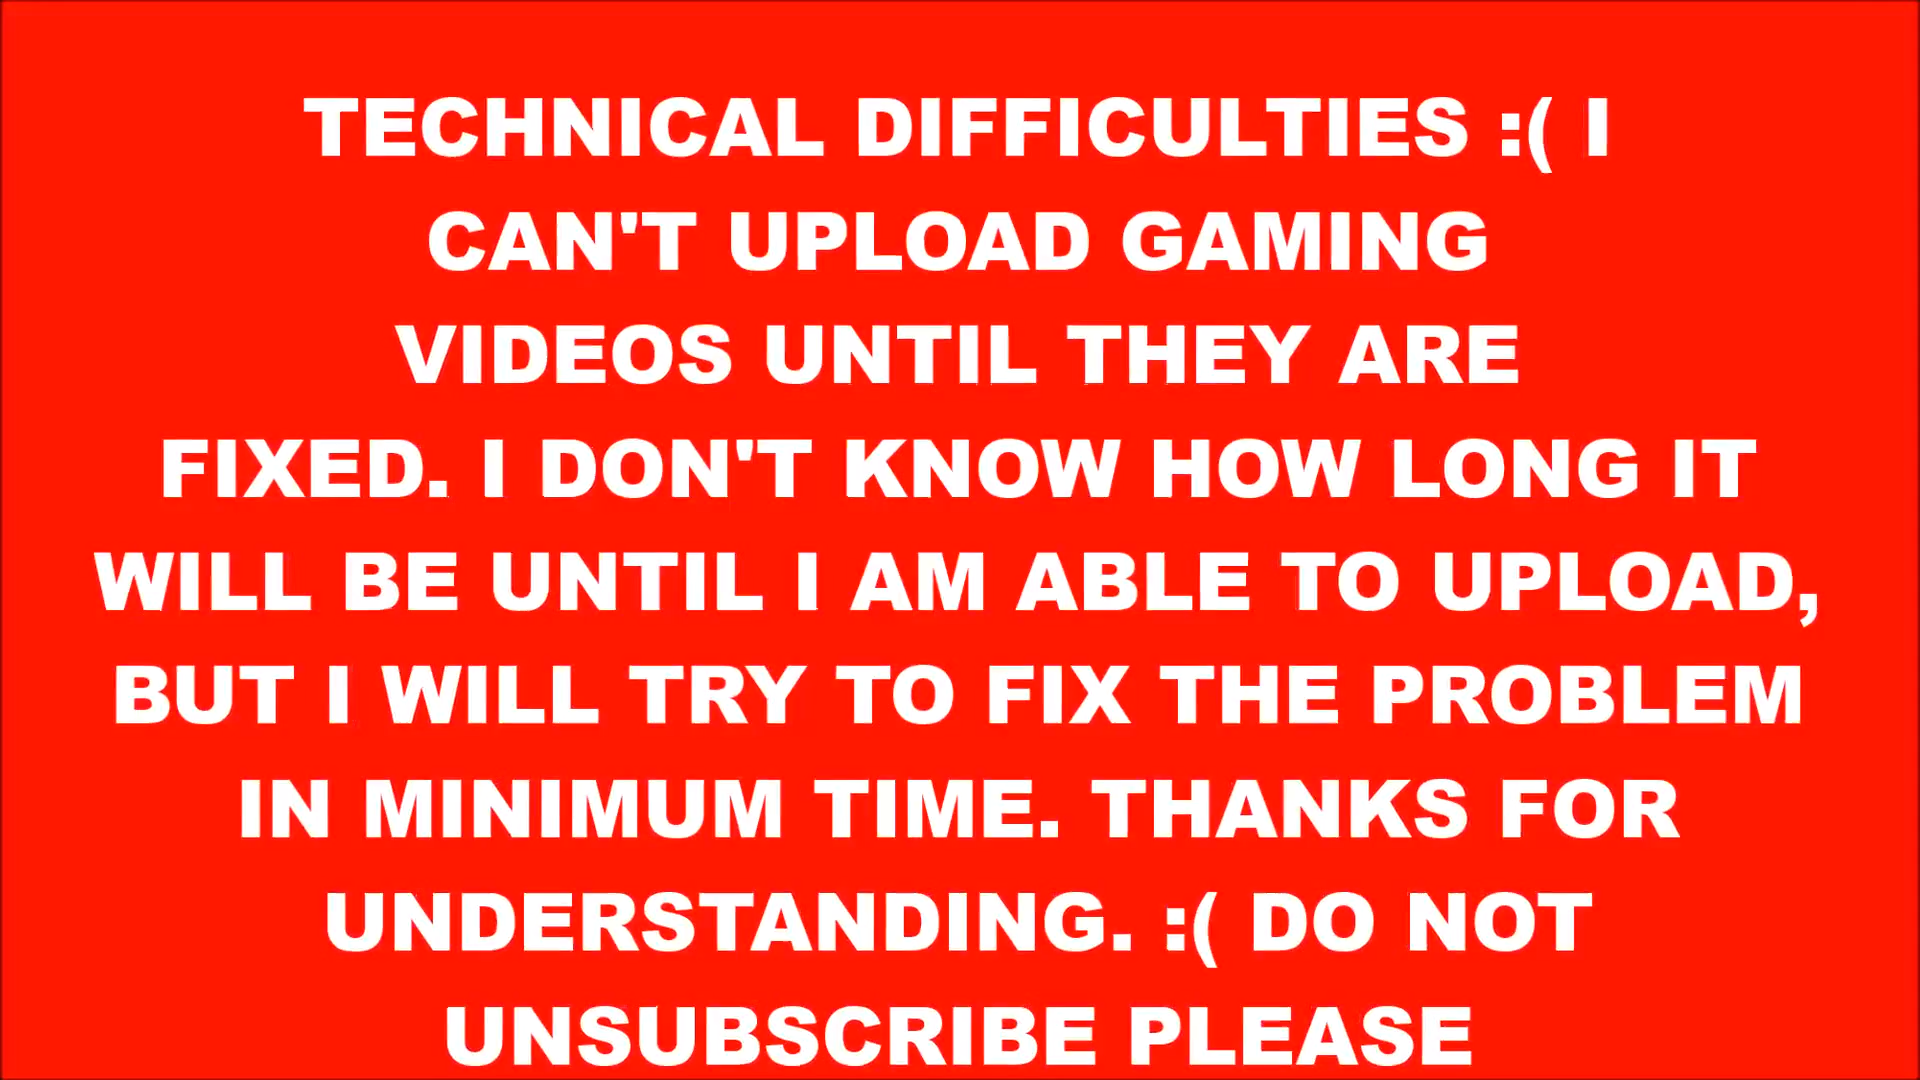 TECHNICAL DIFFICULTIES :( I
CAN'T UPLOAD GAMING
VIDEOS UNTIL THEY ARE
FIXED. I DON'T KNOW HOW LONG IT
WILL BE UNTIL I AM ABLE TO UPLOAD,
BUT I WILL TRY TO FIX THE PROBLEM
IN MINIMUM TIME. THANKS FOR
UNDERSTANDING. :( DO NOT
UNSUBSCRIBE PLEASE